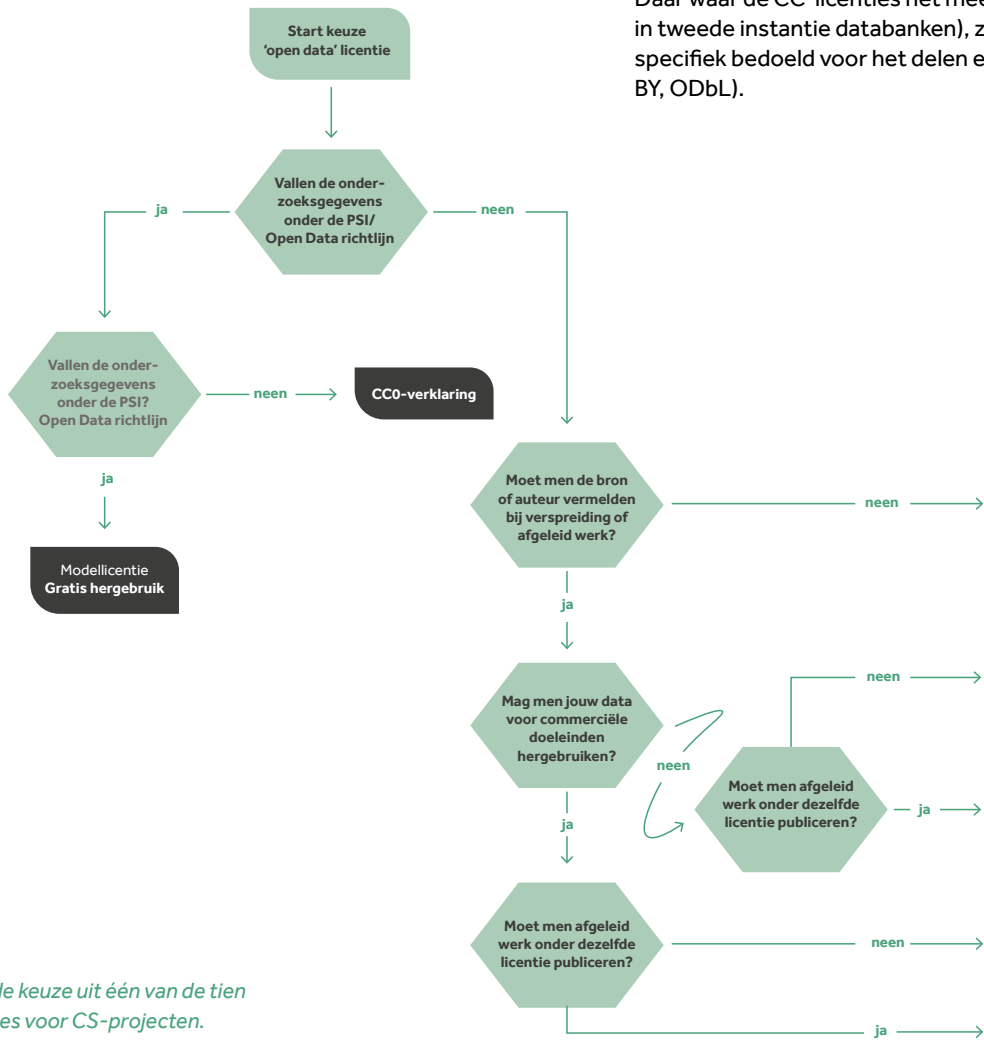 Daar waar de CC-licenties het mee
in tweede instantie databanken), z
specifiek bedoeld voor het delen e
BY, ODbL).
Start keuze
‘open data’ licentie
Vallen de onder-
zoeksgegevens
onder de PSI/
Open Data richtlijn
ja
neen
Vallen de onder-
zoeksgegevens
onder de PSI?
Open Data richtlijn
neen
CC0-verklaring
ja
Modellicentie
Gratis hergebruik
Moet men de bron
of auteur vermelden
bij verspreiding of
afgeleid werk?
neen
ja
Mag men jouw data
voor commerciële
doeleinden
hergebruiken?
neen
neen
Moet men afgeleid
werk onder dezelfde
licentie publiceren?
ja
ja
Moet men afgeleid
werk onder dezelfde
licentie publiceren?
neen
ja
de keuze uit één van de tien
es voor CS-projecten.